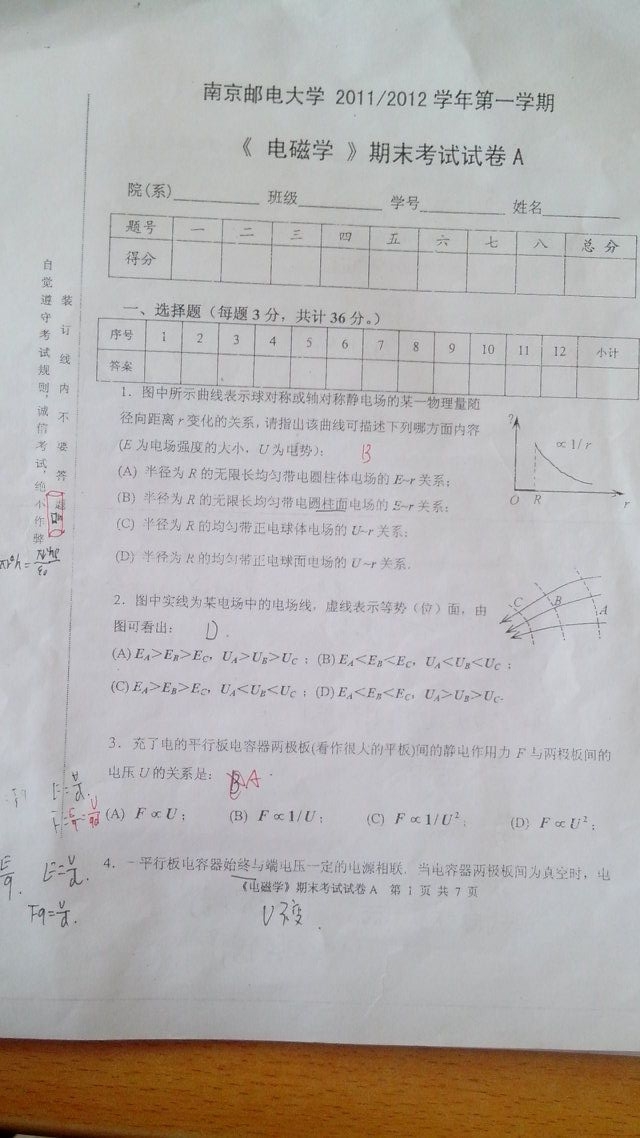 南京邮电大学 2011/2012 学年第一学期
《 电磁学 》期末考试试卷 A
院(系)__________ 班级__________ 学号__________ 姓名__________
题号 一 二 三 四 五 六 七 八 总 分
得分
自觉遵守考试规则,诚信考试,绝不作弊
装订线内不要答题
一、选择题(每题 3 分,共计 36 分。)
序号 1 2 3 4 5 6 7 8 9 10 11 12 小计
答案
1. 图中所示曲线表示球对称或轴对称静电场的某一物理量随
径向距离 r 变化的关系,请指出该曲线可描述下列哪方面内容
(E 为电场强度的大小,U 为电势): B
(A) 半径为 R 的无限长均匀带电圆柱体电场的 E~r 关系;
(B) 半径为 R 的无限长均匀带电圆柱面电场的 E~r 关系;
(C) 半径为 R 的均匀带正电球体电场的 U~r 关系;
(D) 半径为 R 的均匀带正电球面电场的 U~r 关系.
?
∝1/r
O R r
2. 图中实线为某电场中的电场线,虚线表示等势(位)面,由
图可看出: D.
(A) E_A>E_B>E_C, U_A>U_B>U_C ; (B) E_A<E_B<E_C, U_A<U_B<U_C ;
(C) E_A>E_B>E_C, U_A<U_B<U_C ; (D) E_A<E_B<E_C, U_A>U_B>U_C.
C B A
3. 充了电的平行板电容器两极板(看作很大的平板)间的静电作用力 F 与两极板间的
电压 U 的关系是: A
(A) F∝U ; (B) F∝1/U ; (C) F∝1/U² ; (D) F∝U² ;
E=U/d.
4. 一平行板电容器始终与端电压一定的电源相联. 当电容器两极板间为真空时,电
E=U/d.
《电磁学》期末考试试卷 A 第 1 页 共 7 页
Fq=U/d.
U不变.